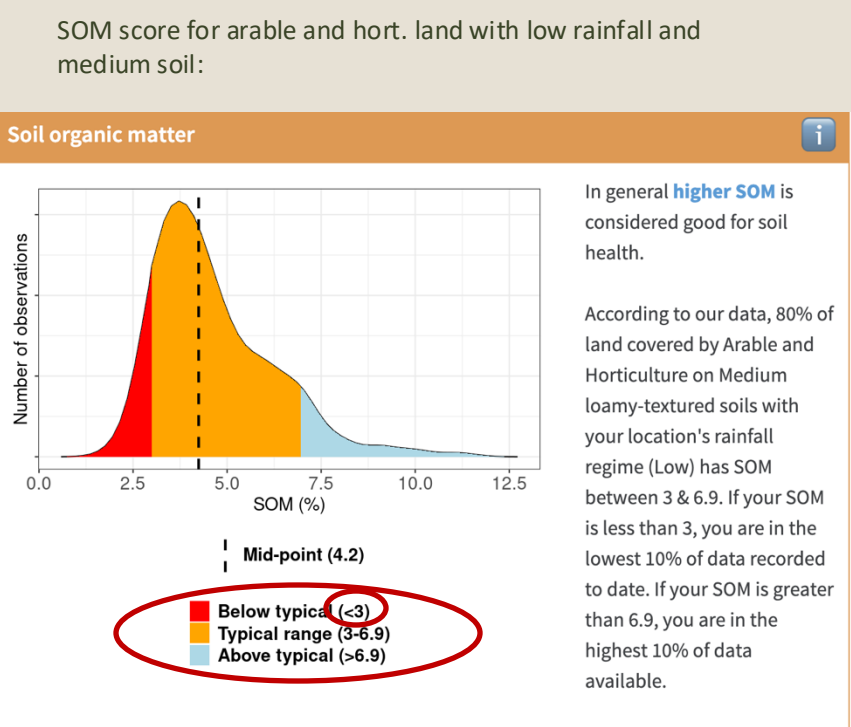 SOM score for arable and hort. land with low rainfall and
medium soil:
Soil organic matter
i
Number of observations
0.0 2.5 5.0 7.5 10.0 12.5
SOM (%)
Mid-point (4.2)
Below typical (<3)
Typical range (3-6.9)
Above typical (>6.9)
In general higher SOM is
considered good for soil
health.
According to our data, 80% of
land covered by Arable and
Horticulture on Medium
loamy-textured soils with
your location's rainfall
regime (Low) has SOM
between 3 & 6.9. If your SOM
is less than 3, you are in the
lowest 10% of data recorded
to date. If your SOM is greater
than 6.9, you are in the
highest 10% of data
available.